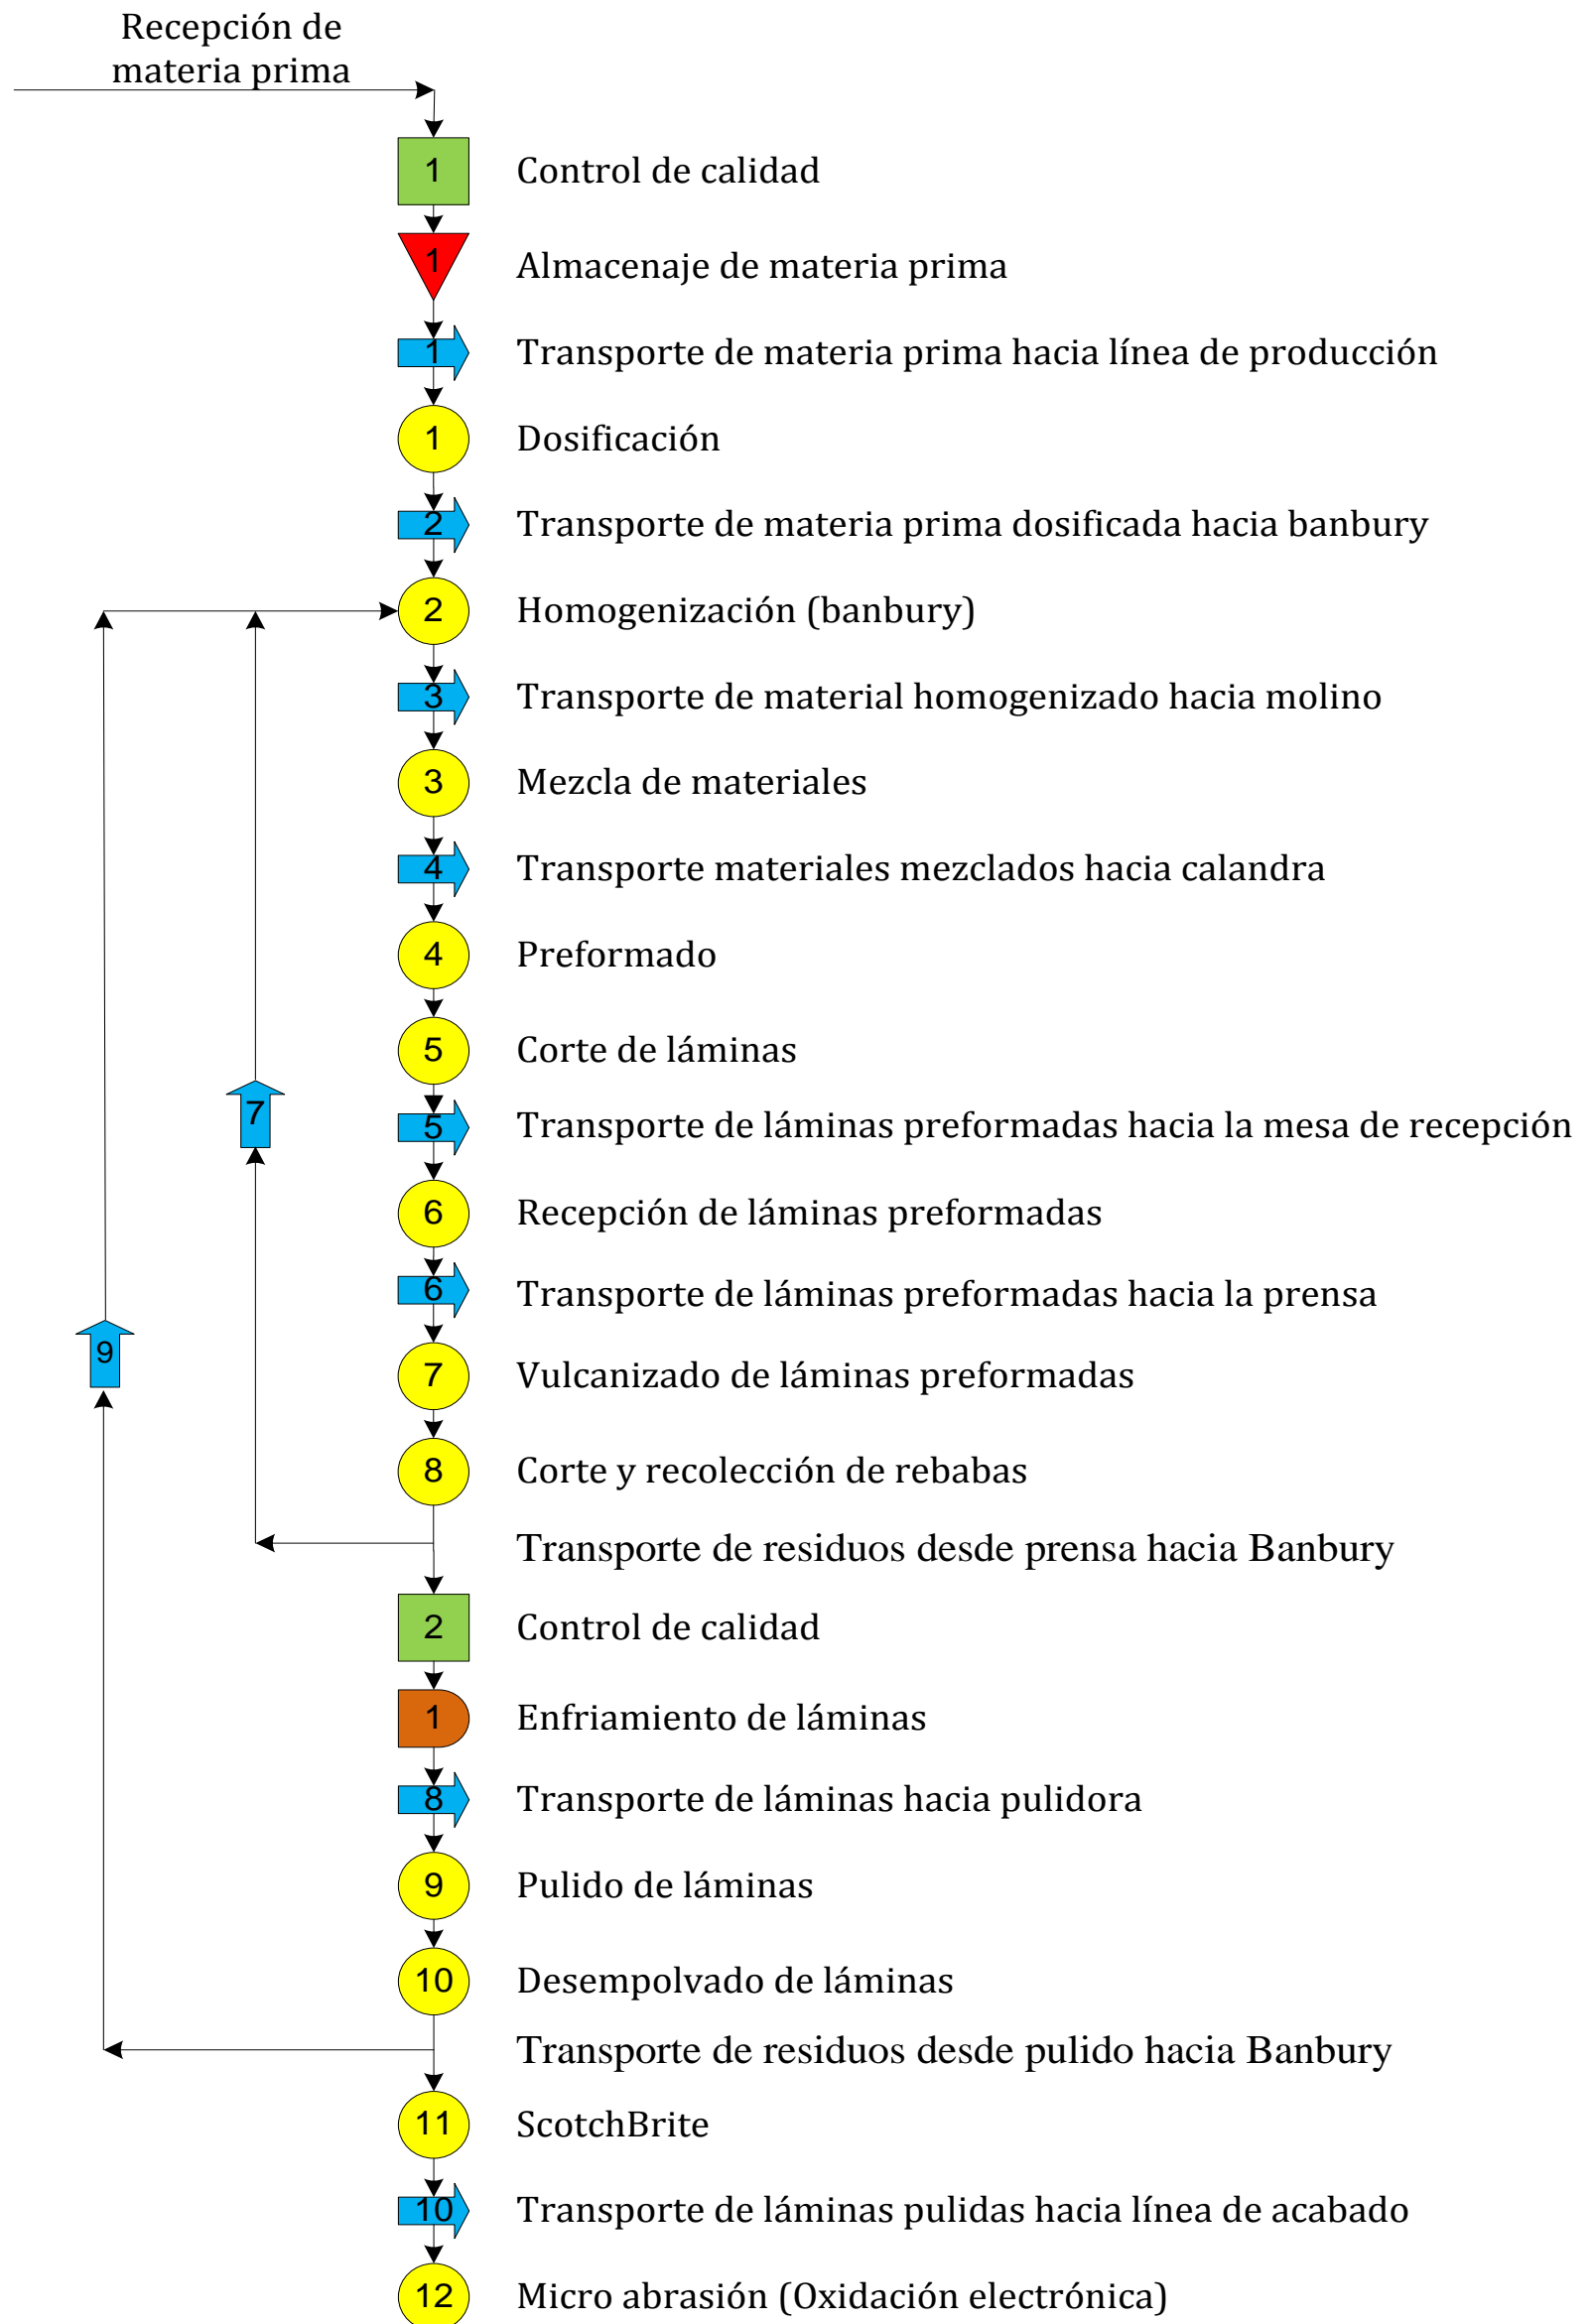 Recepción de
materia prima
1 Control de calidad
1 Almacenaje de materia prima
1 Transporte de materia prima hacia línea de producción
1 Dosificación
2 Transporte de materia prima dosificada hacia banbury
2 Homogenización (banbury)
3 Transporte de material homogenizado hacia molino
3 Mezcla de materiales
4 Transporte materiales mezclados hacia calandra
4 Preformado
5 Corte de láminas
7
5 Transporte de láminas preformadas hacia la mesa de recepción
6 Recepción de láminas preformadas
6 Transporte de láminas preformadas hacia la prensa
9
7 Vulcanizado de láminas preformadas
8 Corte y recolección de rebabas
Transporte de residuos desde prensa hacia Banbury
2 Control de calidad
1 Enfriamiento de láminas
8 Transporte de láminas hacia pulidora
9 Pulido de láminas
10 Desempolvado de láminas
Transporte de residuos desde pulido hacia Banbury
11 ScotchBrite
10 Transporte de láminas pulidas hacia línea de acabado
12 Micro abrasión (Oxidación electrónica)